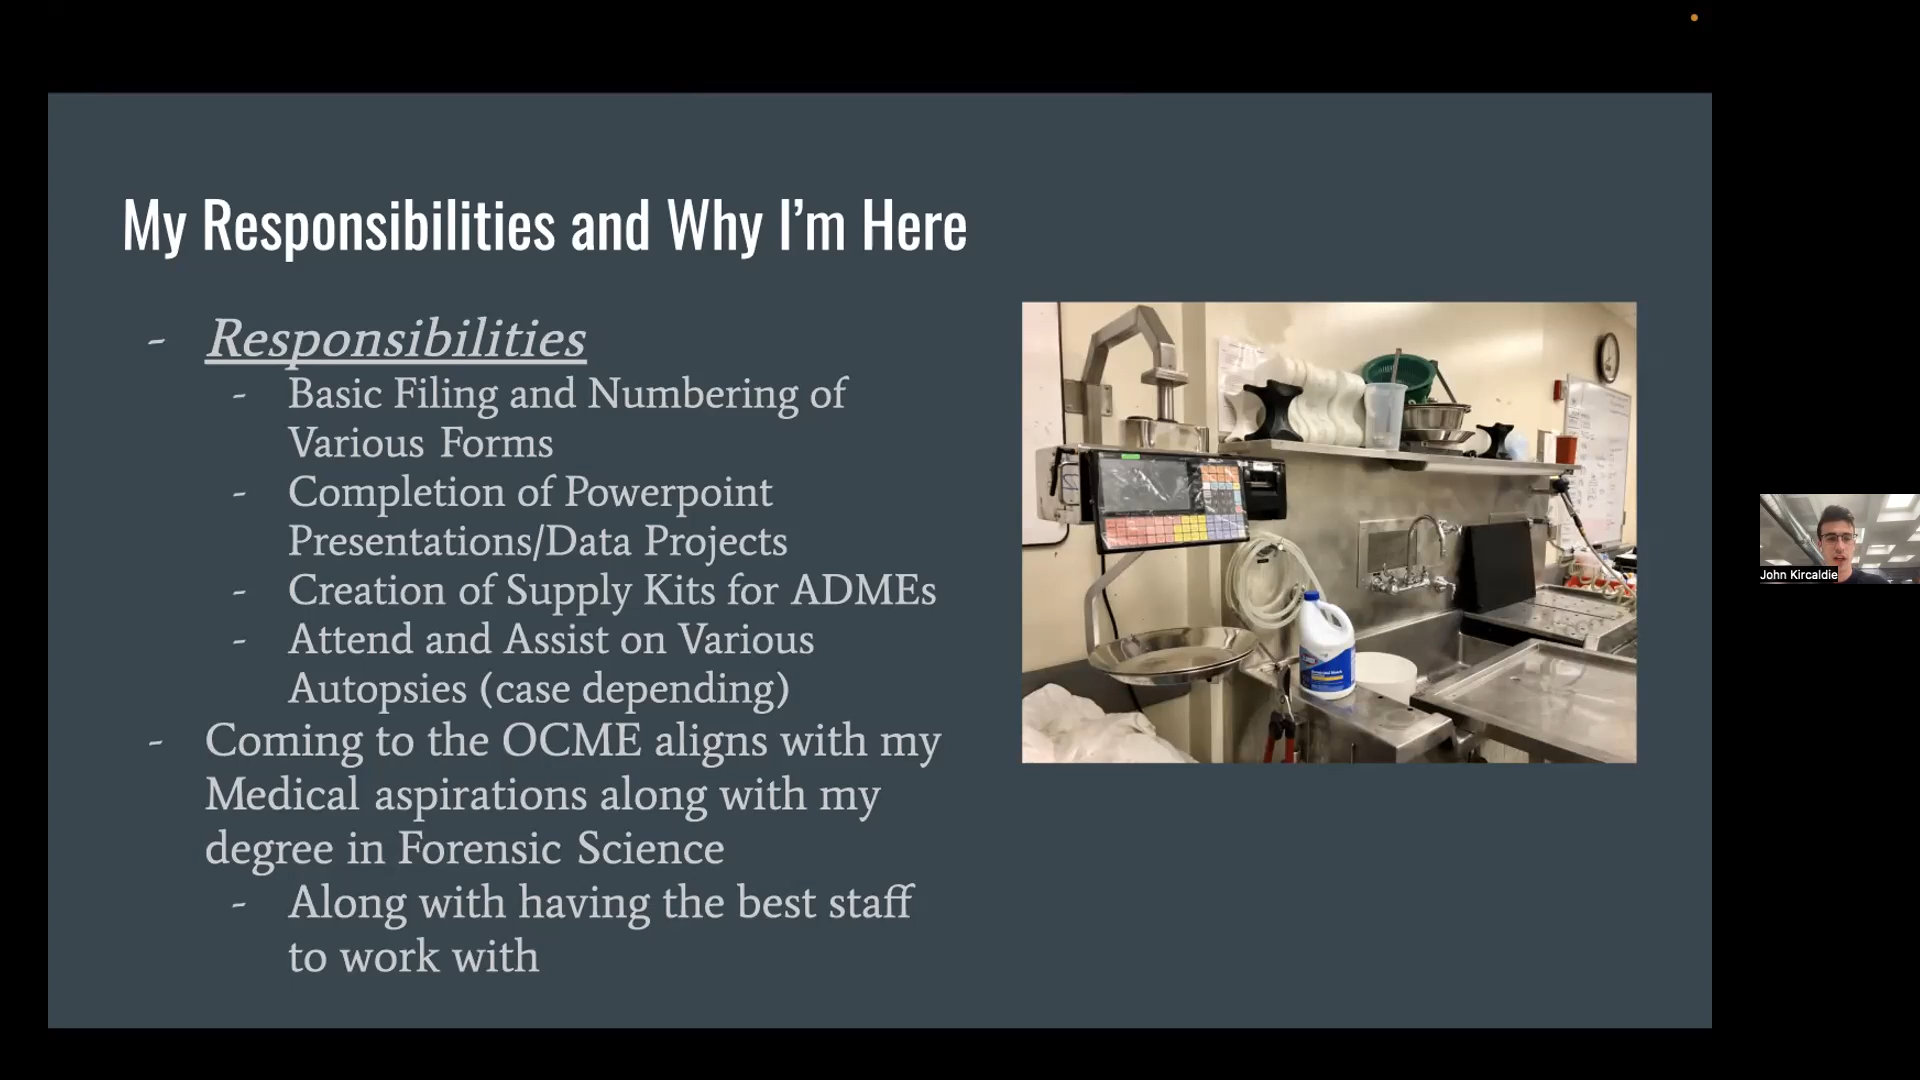 My Responsibilities and Why I'm Here
- Responsibilities
- Basic Filing and Numbering of
Various Forms
- Completion of Powerpoint
Presentations/Data Projects
- Creation of Supply Kits for ADMEs
- Attend and Assist on Various
Autopsies (case depending)
- Coming to the OCME aligns with my
Medical aspirations along with my
degree in Forensic Science
- Along with having the best staff
to work with
John Kircaldie